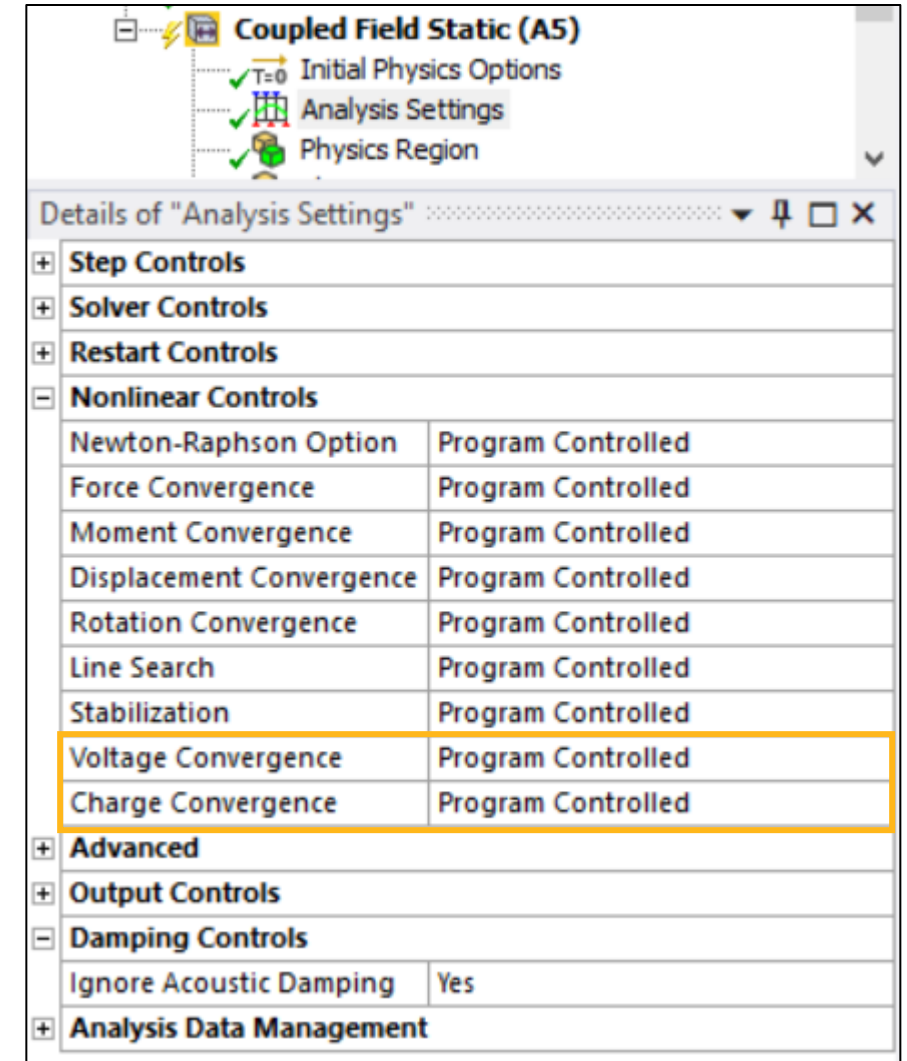 Coupled Field Static (A5)
T=0 Initial Physics Options
Analysis Settings
Physics Region
Details of "Analysis Settings"
Step Controls
Solver Controls
Restart Controls
Nonlinear Controls
Newton-Raphson Option Program Controlled
Force Convergence Program Controlled
Moment Convergence Program Controlled
Displacement Convergence Program Controlled
Rotation Convergence Program Controlled
Line Search Program Controlled
Stabilization Program Controlled
Voltage Convergence Program Controlled
Charge Convergence Program Controlled
Advanced
Output Controls
Damping Controls
Ignore Acoustic Damping Yes
Analysis Data Management